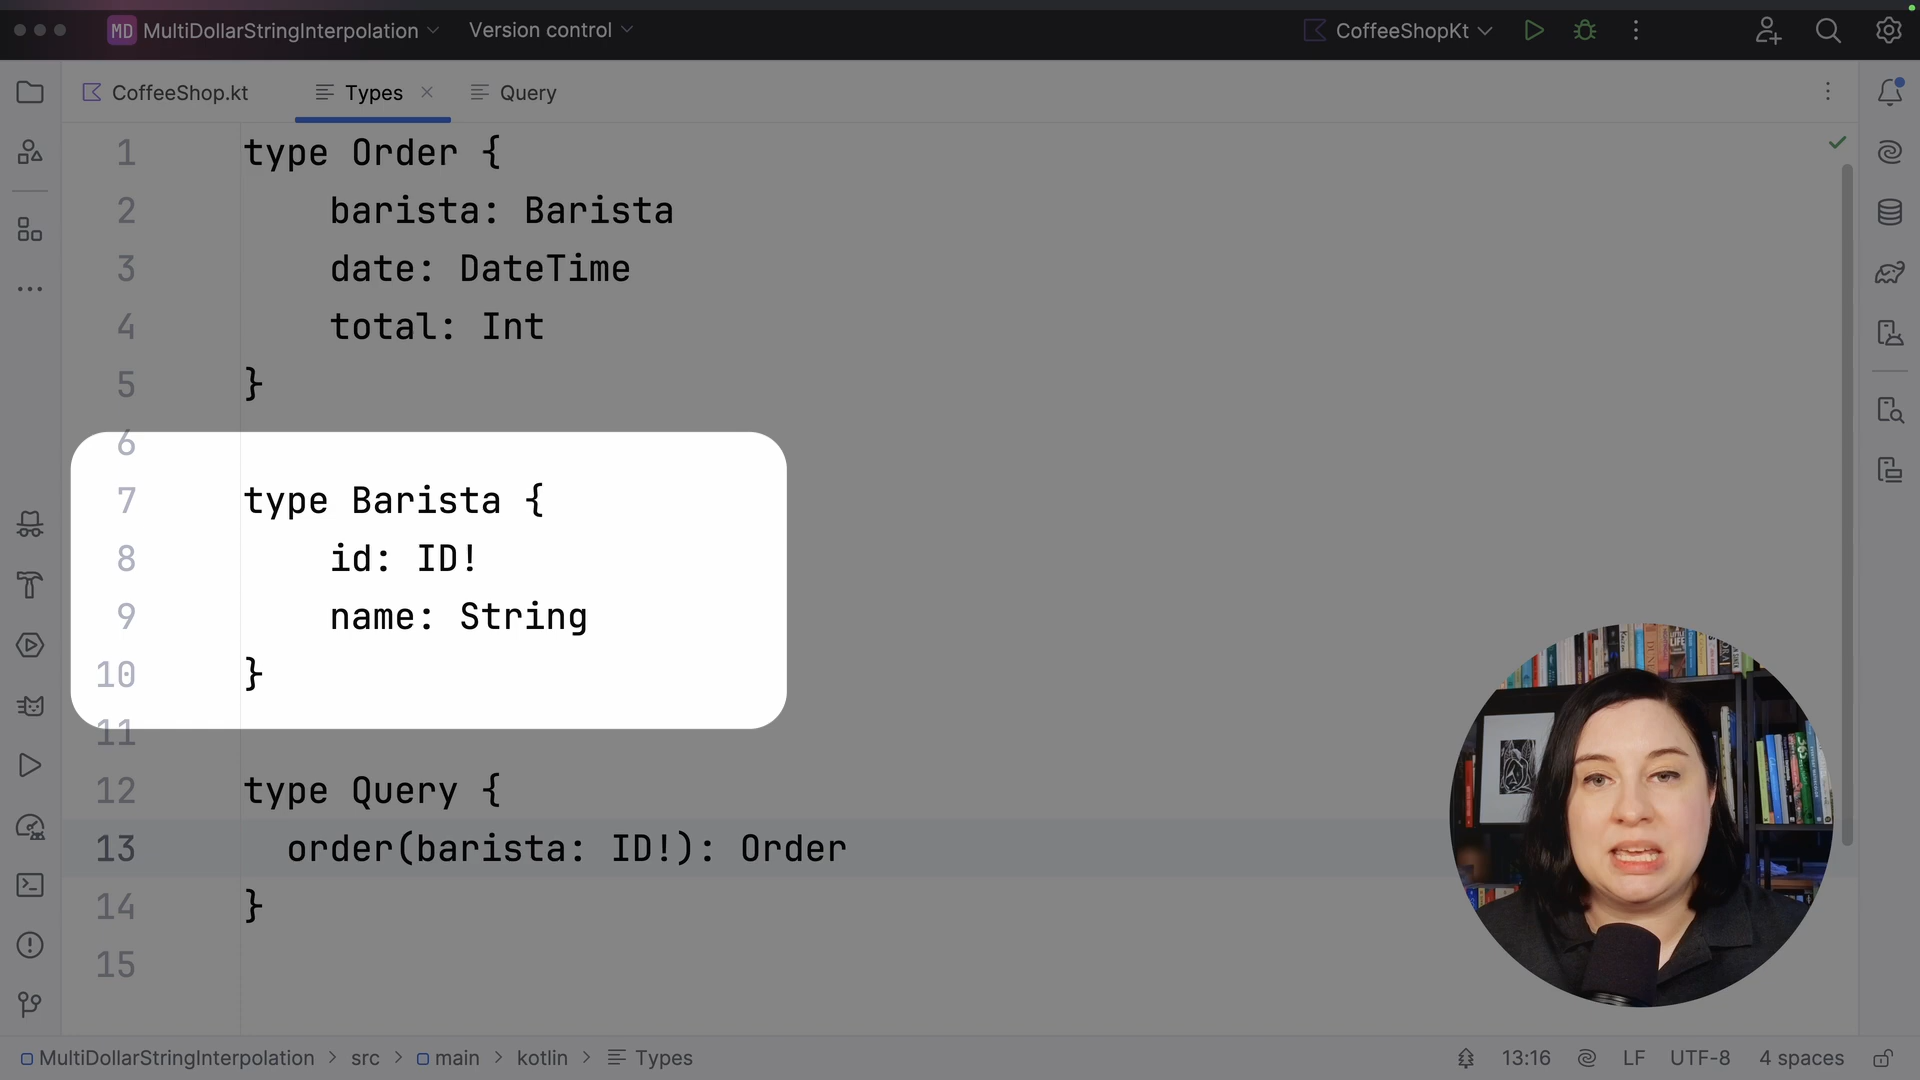 MD MultiDollarStringInterpolation Version control CoffeeShopKt
CoffeeShop.kt Types Query
1 type Order {
2 barista: Barista
3 date: DateTime
4 total: Int
5 }
6
7 type Barista {
8 id: ID!
9 name: String
10 }
11
12 type Query {
13 order(barista: ID!): Order
14 }
15
MultiDollarStringInterpolation > src > main > kotlin > Types 13:16 LF UTF-8 4 spaces